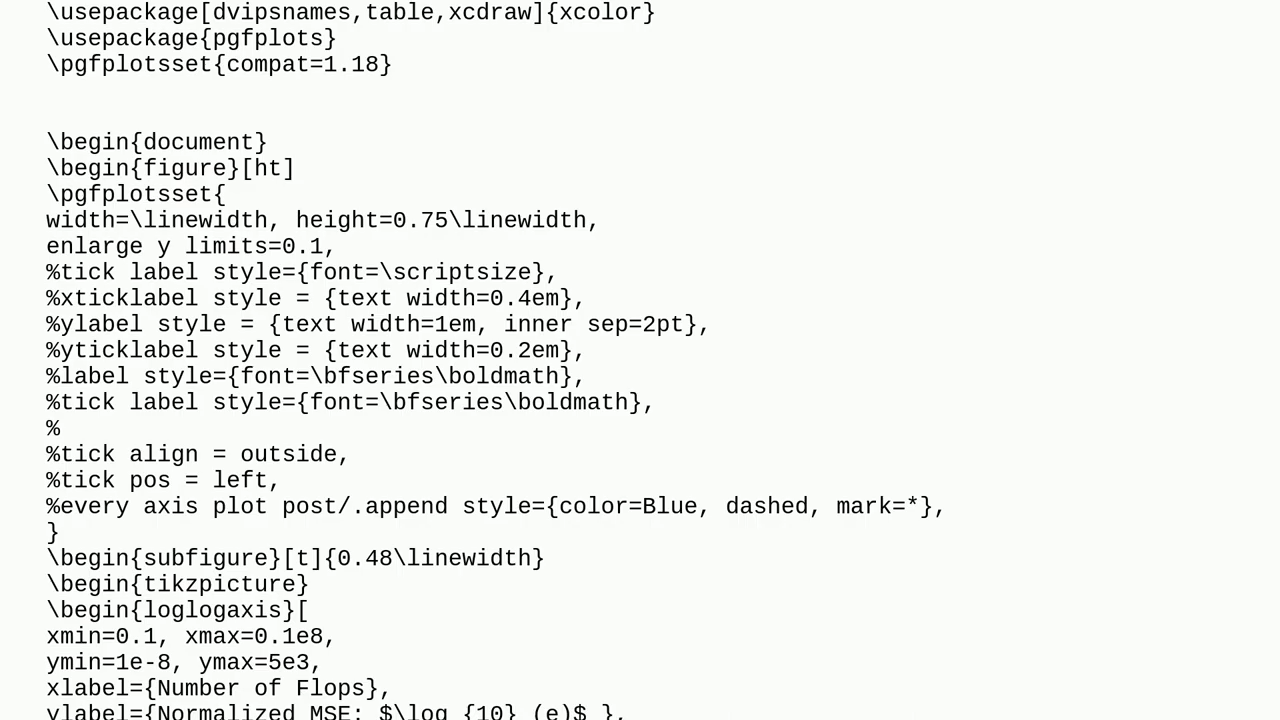 \usepackage[dvipsnames,table,xcdraw]{xcolor}
\usepackage{pgfplots}
\pgfplotsset{compat=1.18}
\begin{document}
\begin{figure}[ht]
\pgfplotsset{
width=\linewidth, height=0.75\linewidth,
enlarge y limits=0.1,
%tick label style={font=\scriptsize},
%xticklabel style = {text width=0.4em},
%ylabel style = {text width=1em, inner sep=2pt},
%yticklabel style = {text width=0.2em},
%label style={font=\bfseries\boldmath},
%tick label style={font=\bfseries\boldmath},
%
%tick align = outside,
%tick pos = left,
%every axis plot post/.append style={color=Blue, dashed, mark=*},
}
\begin{subfigure}[t]{0.48\linewidth}
\begin{tikzpicture}
\begin{loglogaxis}[
xmin=0.1, xmax=0.1e8,
ymin=1e-8, ymax=5e3,
xlabel={Number of Flops},
ylabel={Normalized MSE: $\log_{10} (e)$ },